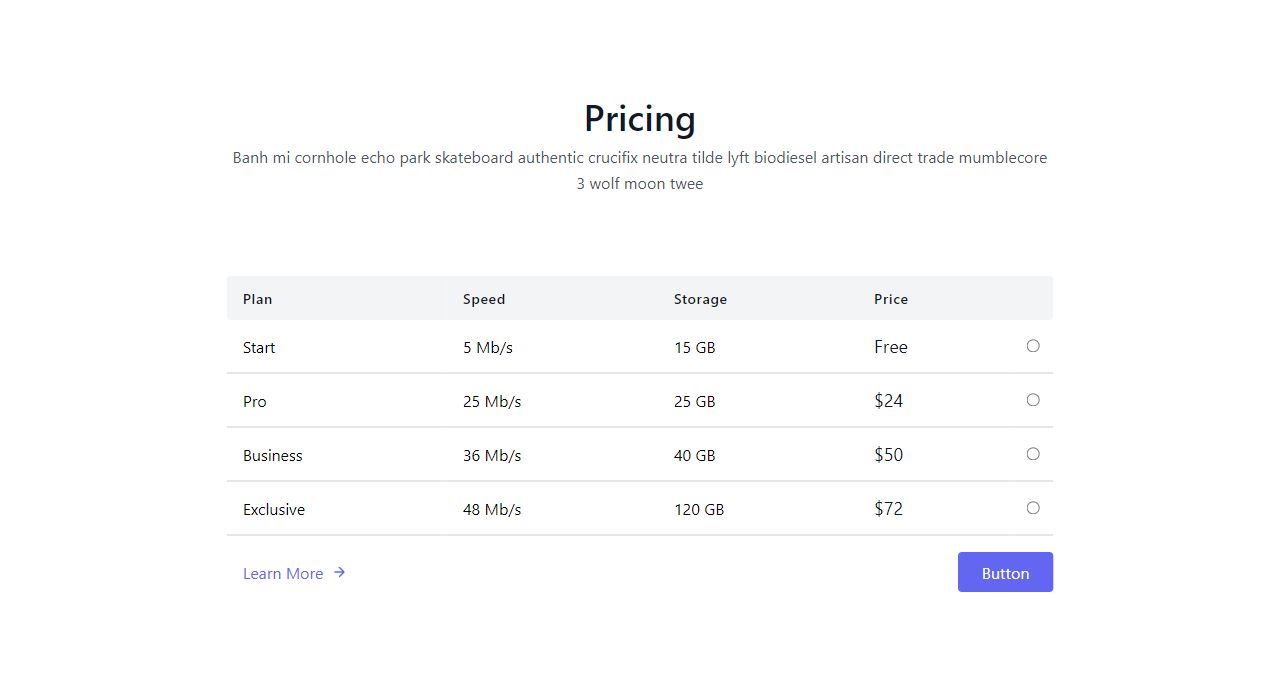 Pricing
Banh mi cornhole echo park skateboard authentic crucifix neutra tilde lyft biodiesel artisan direct trade mumblecore
3 wolf moon twee
Plan Speed Storage Price
Start 5 Mb/s 15 GB Free
Pro 25 Mb/s 25 GB $24
Business 36 Mb/s 40 GB $50
Exclusive 48 Mb/s 120 GB $72
Learn More → Button